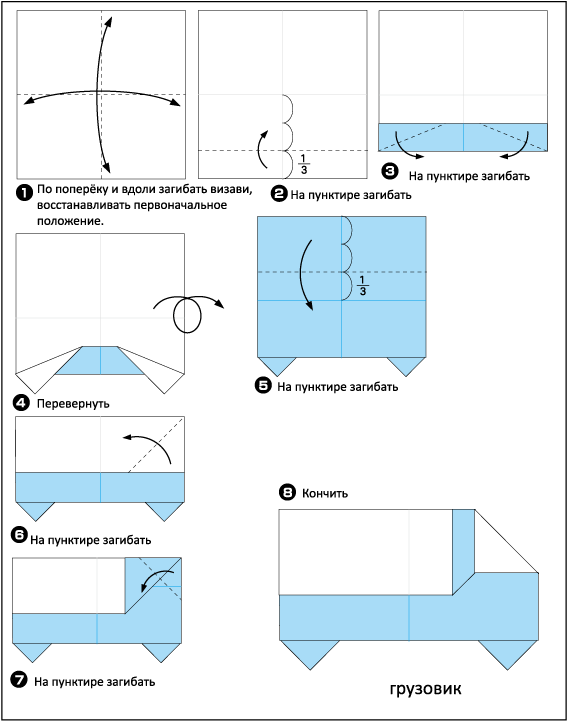 1 По поперёку и вдоли загибать визави,
восстанавливать первоначальное
положение.
1/3
2 На пунктире загибать
3 На пунктире загибать
4 Перевернуть
1/3
5 На пунктире загибать
6 На пунктире загибать
7 На пунктире загибать
8 Кончить
грузовик